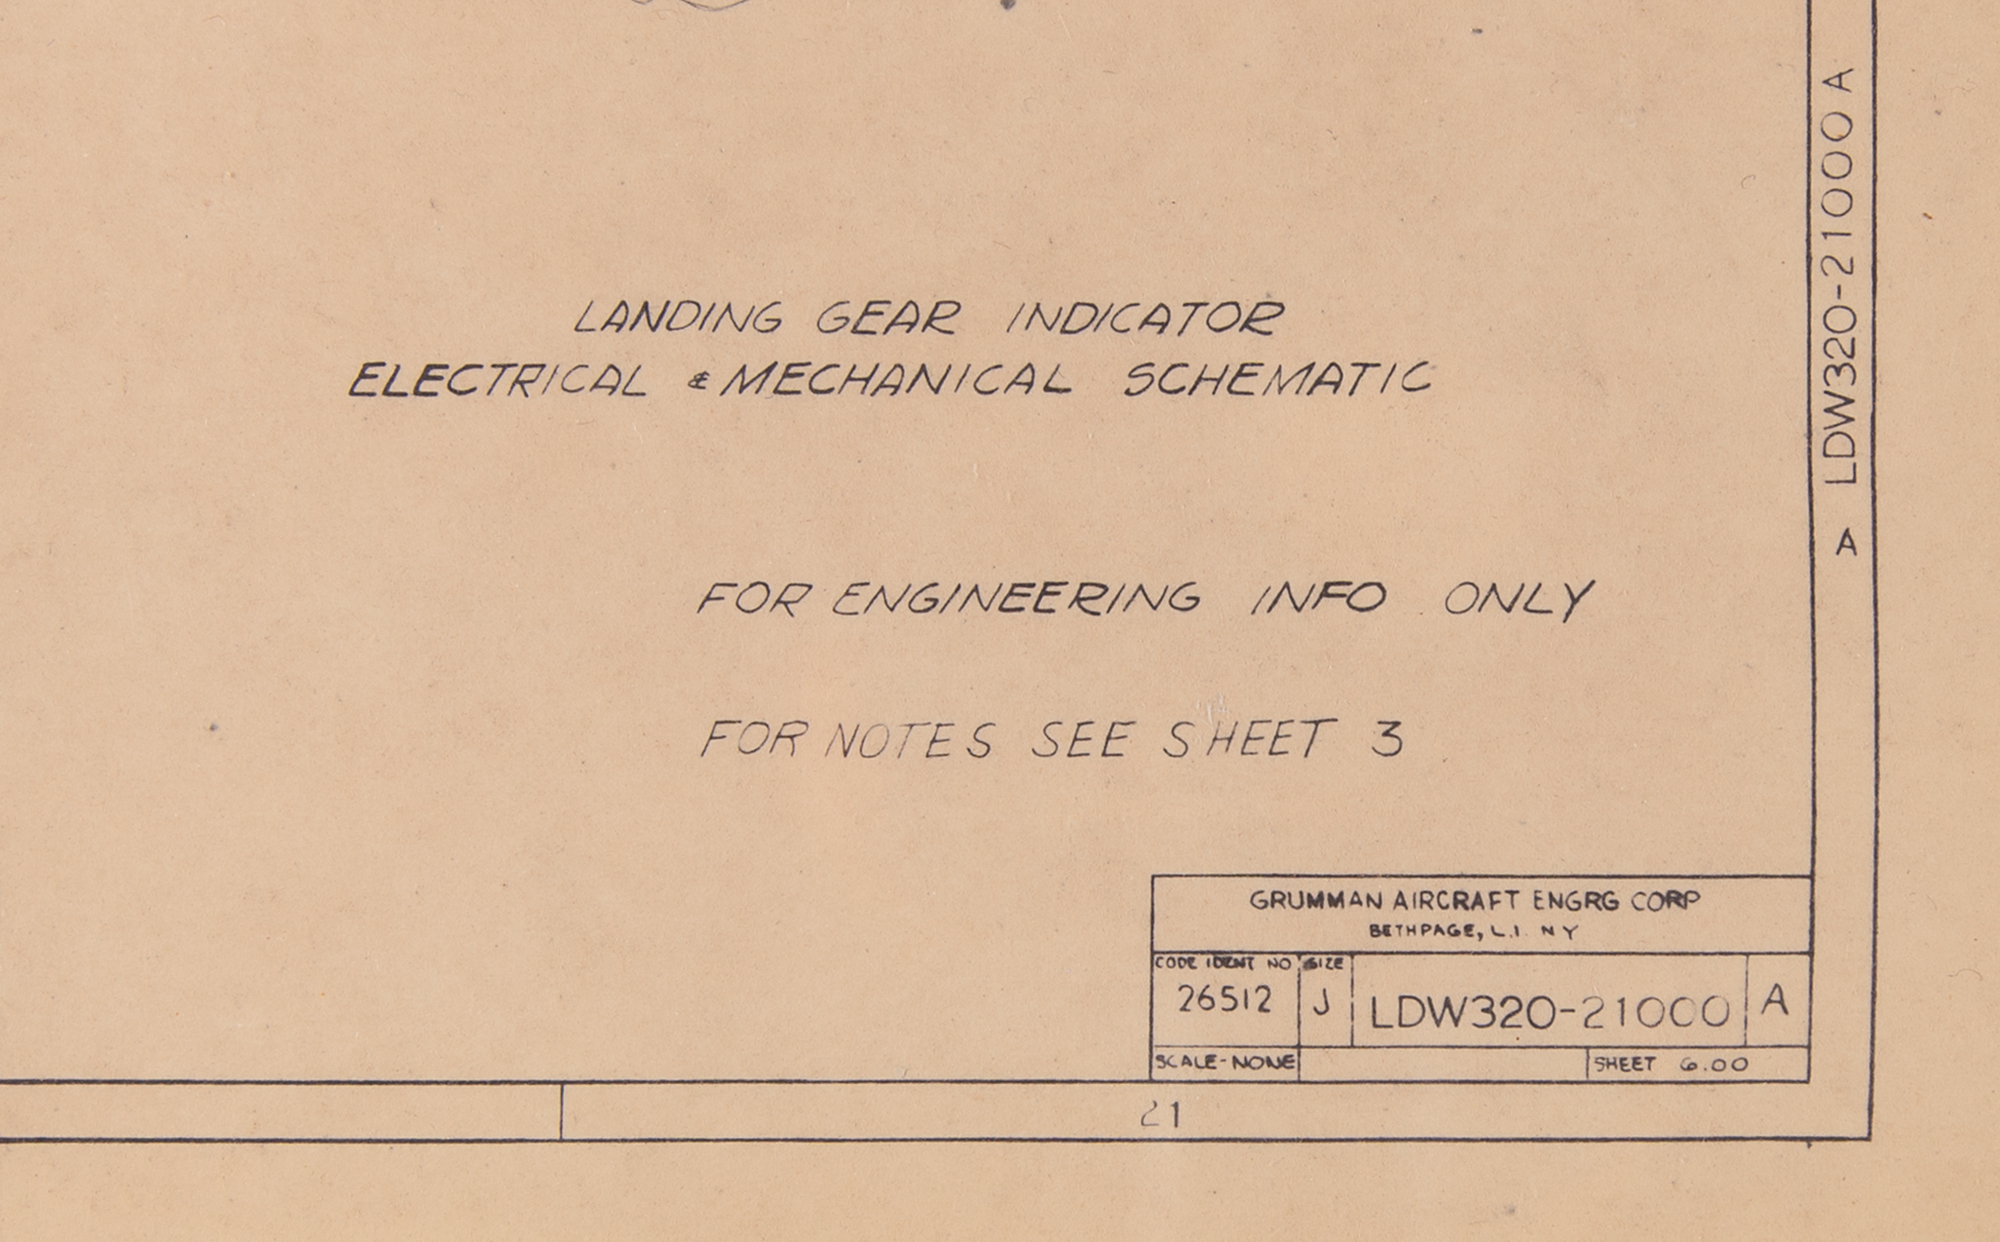 LANDING GEAR INDICATOR
ELECTRICAL & MECHANICAL SCHEMATIC
FOR ENGINEERING INFO ONLY
FOR NOTES SEE SHEET 3
LDW320-21000 A
A
GRUMMAN AIRCRAFT ENGRG CORP
BETHPAGE, L.I. NY
CODE IDENT NO SIZE
26512 J LDW320-21000 A
SCALE-NONE SHEET 6.00
21